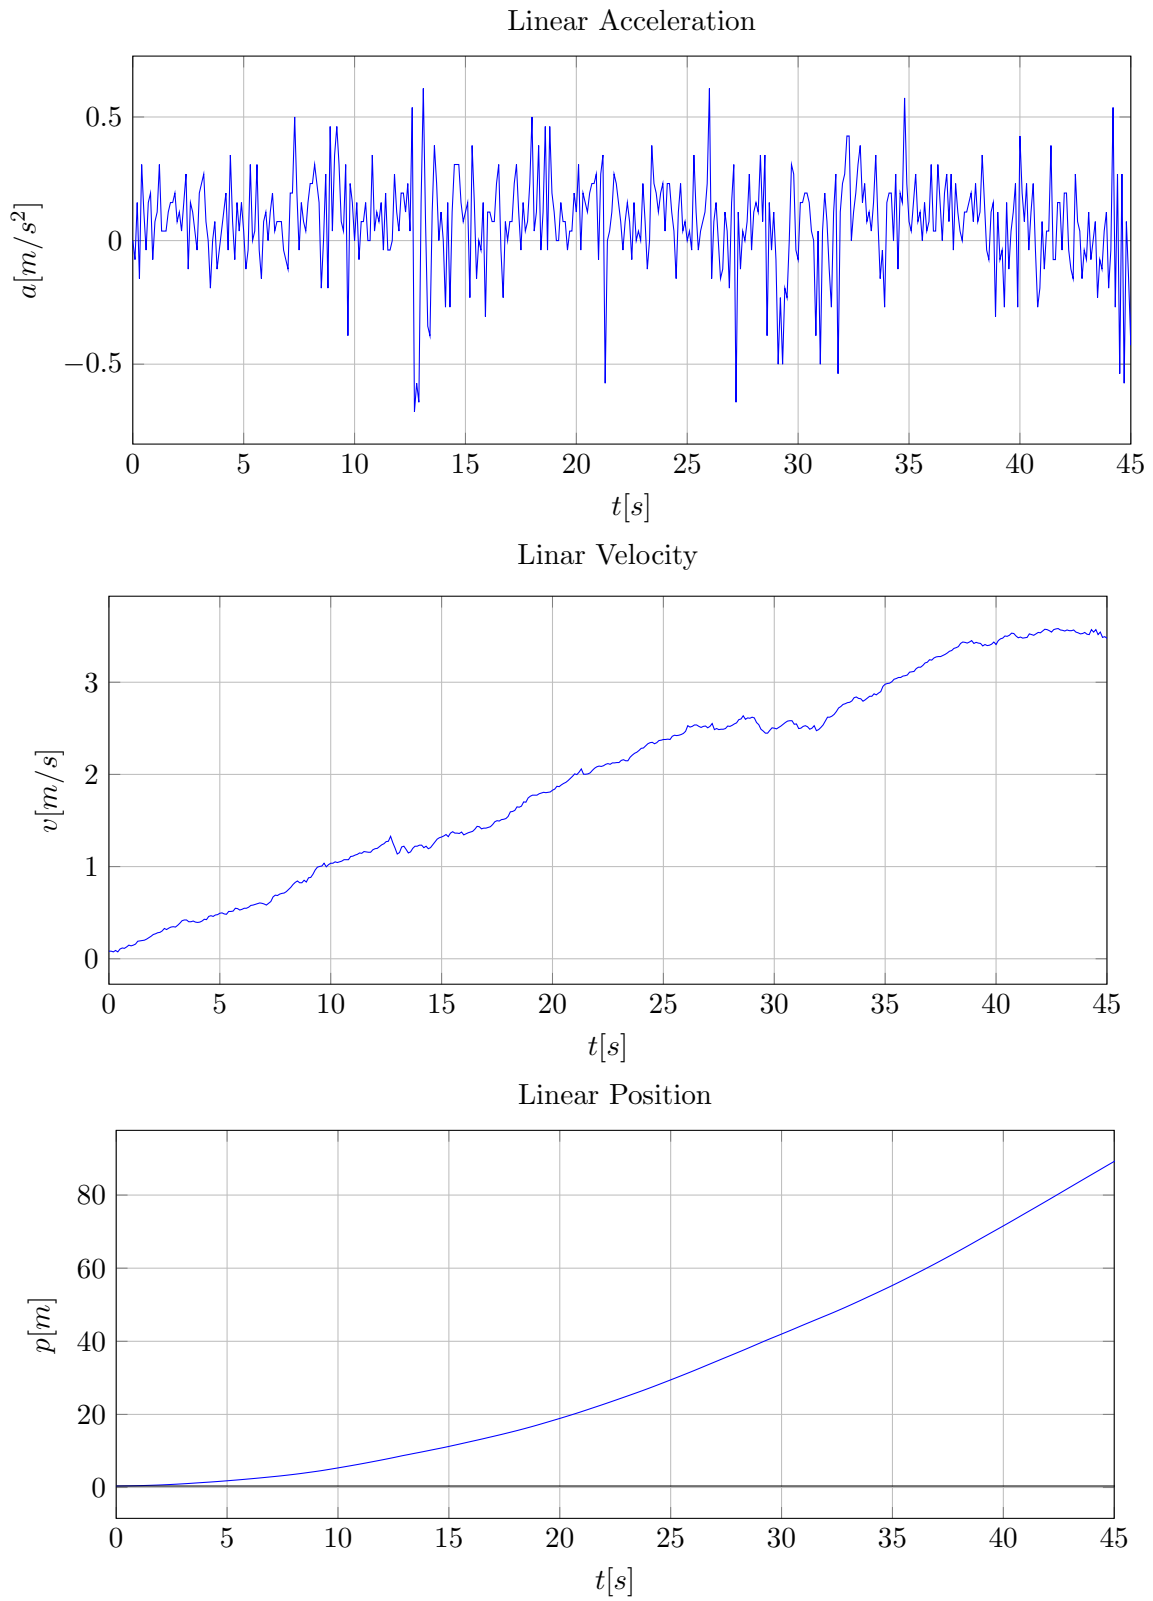 Linear Acceleration
0.5
0
−0.5
a[m/s²]
0 5 10 15 20 25 30 35 40 45
t[s]
Linar Velocity
3
2
1
0
v[m/s]
0 5 10 15 20 25 30 35 40 45
t[s]
Linear Position
80
60
40
20
0
p[m]
0 5 10 15 20 25 30 35 40 45
t[s]